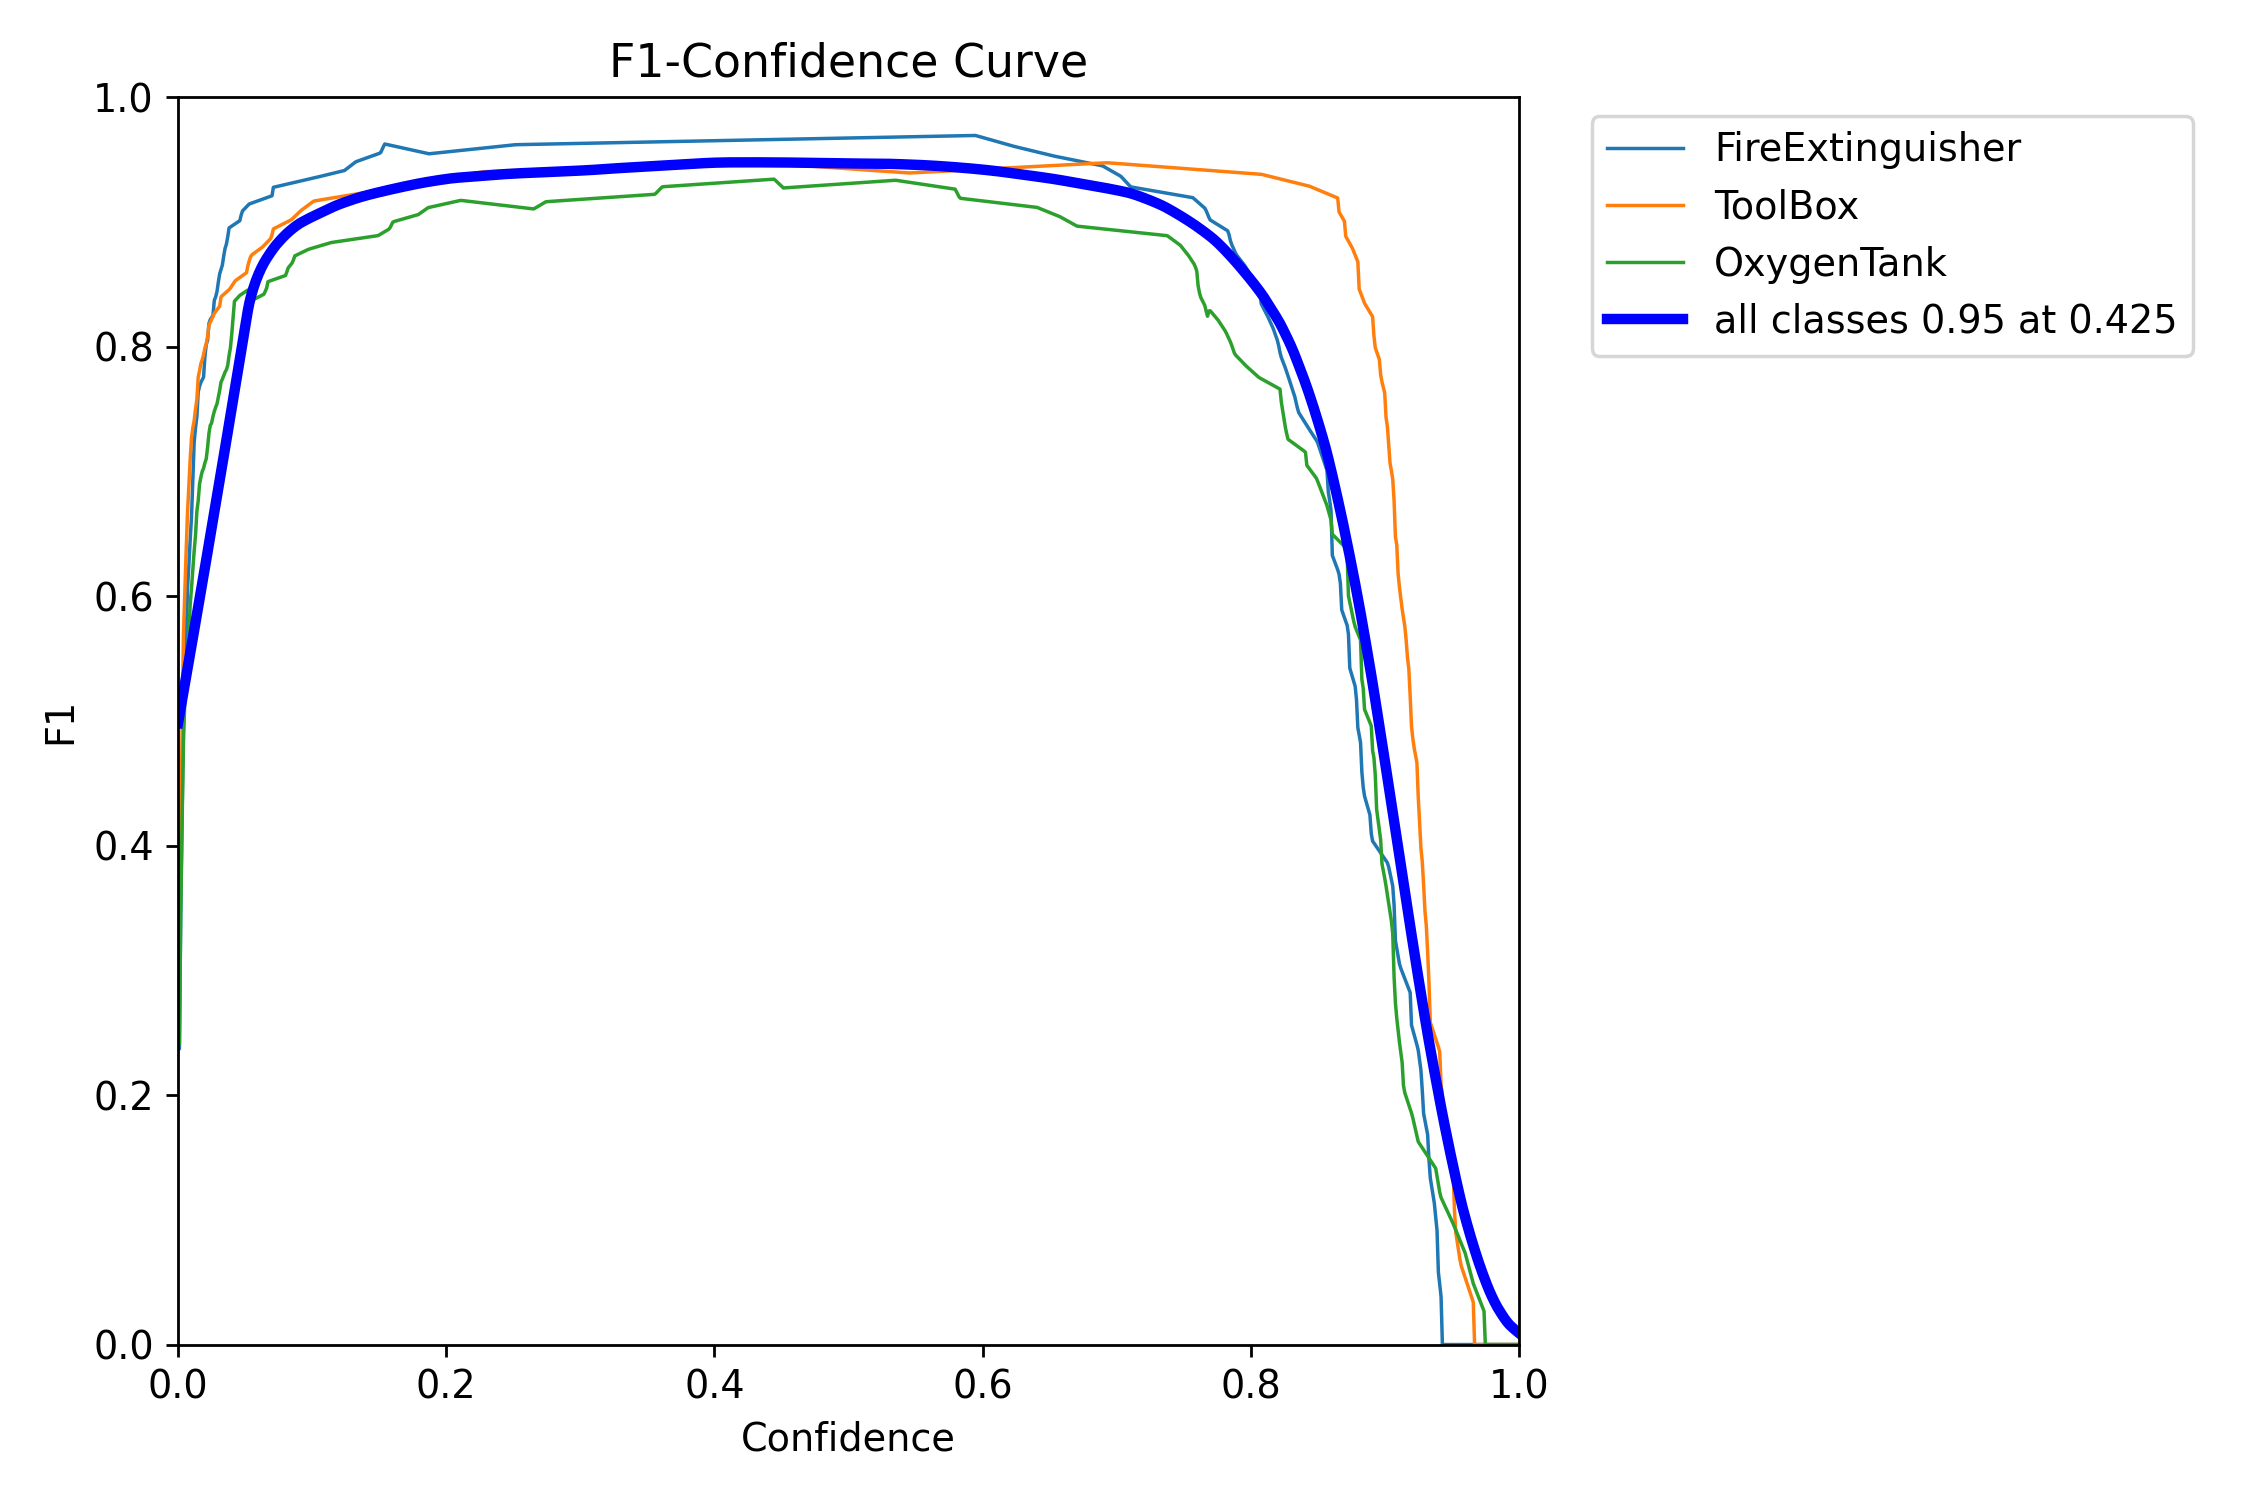 F1-Confidence Curve
1.0
0.8
0.6
0.4
0.2
0.0
F1
0.0 0.2 0.4 0.6 0.8 1.0
Confidence
FireExtinguisher
ToolBox
OxygenTank
all classes 0.95 at 0.425